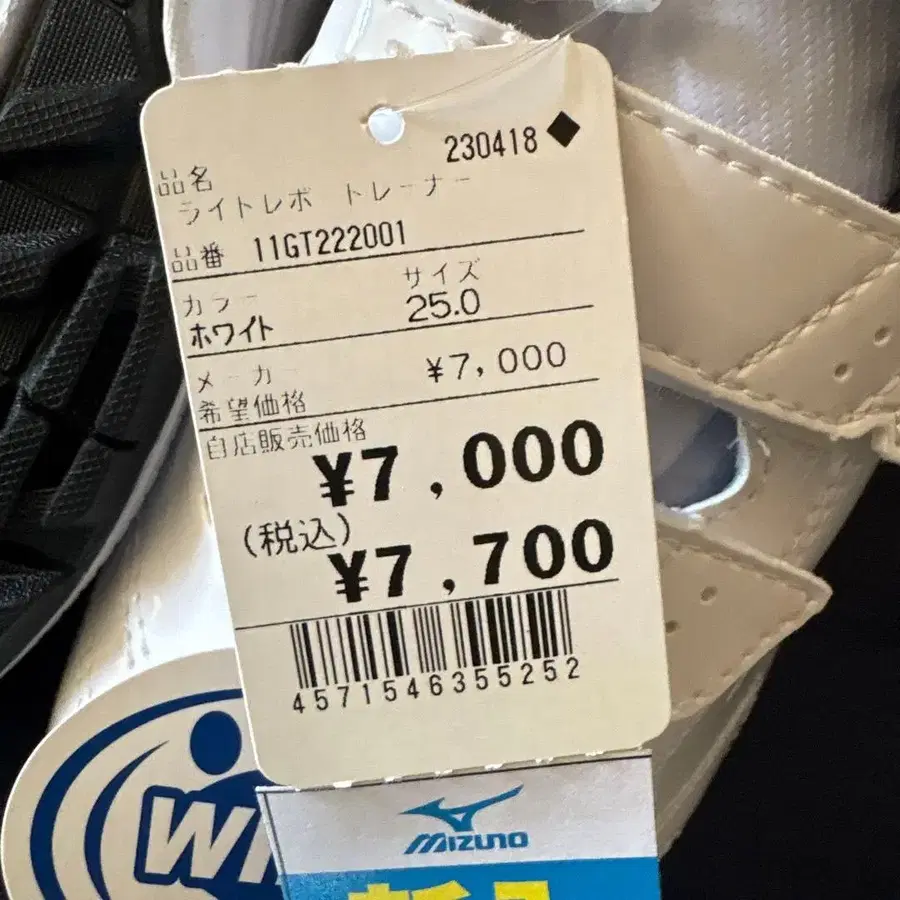 230418◆
品名
ライトレボ トレーナー
品番 11GT222001
カラー サイズ
ホワイト 25.0
メーカー
希望価格 ¥7,000
自店販売価格
¥7,000
(税込)
¥7,700
4571546355252
MIZUNO